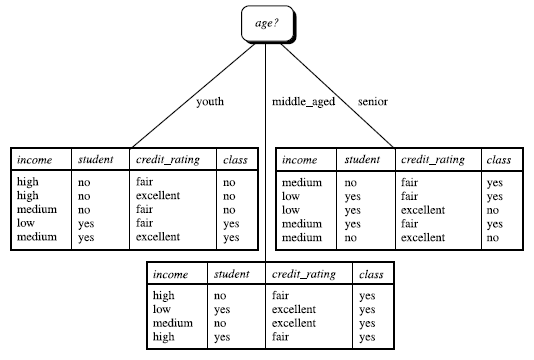 age?
youth
middle_aged
senior
income student credit_rating class
high no fair no
high no excellent no
medium no fair no
low yes fair yes
medium yes excellent yes
income student credit_rating class
medium no fair yes
low yes fair yes
low yes excellent no
medium yes fair yes
medium no excellent no
income student credit_rating class
high no fair yes
low yes excellent yes
medium no excellent yes
high yes fair yes